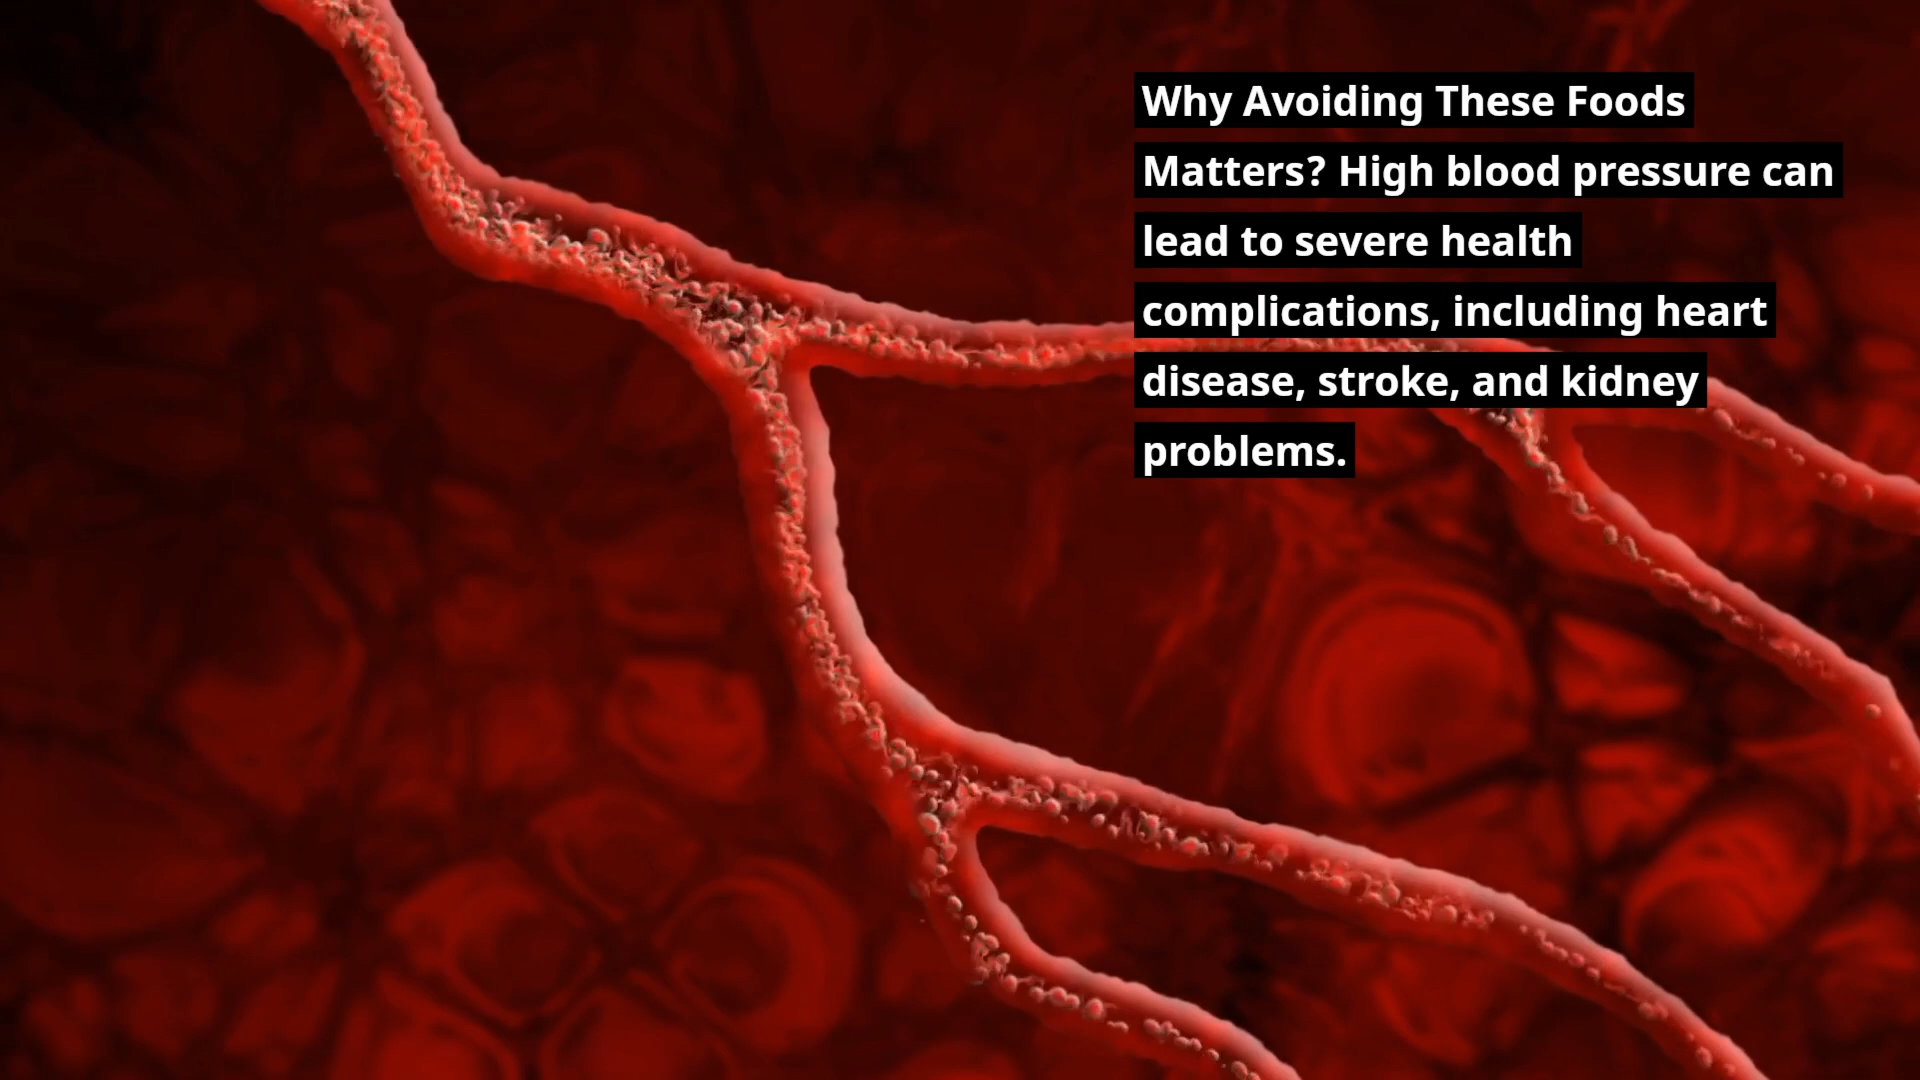 Why Avoiding These Foods
Matters? High blood pressure can
lead to severe health
complications, including heart
disease, stroke, and kidney
problems.